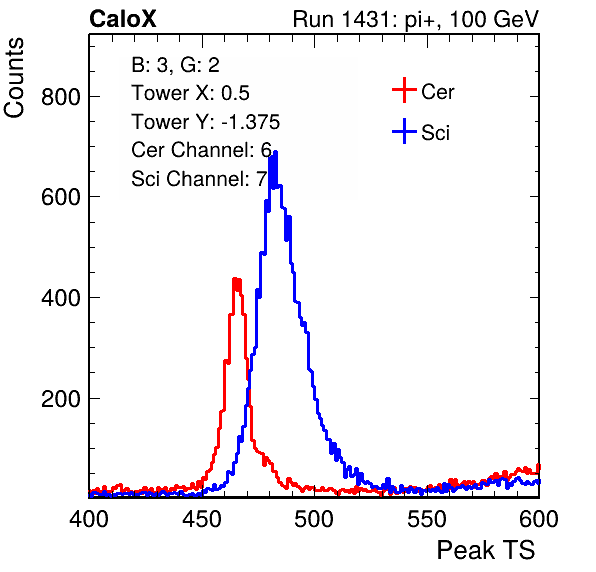 CaloX Run 1431: pi+, 100 GeV
Counts
B: 3, G: 2
Tower X: 0.5
Tower Y: -1.375
Cer Channel: 6
Sci Channel: 7
Cer
Sci
800
600
400
200
400 450 500 550 600
Peak TS